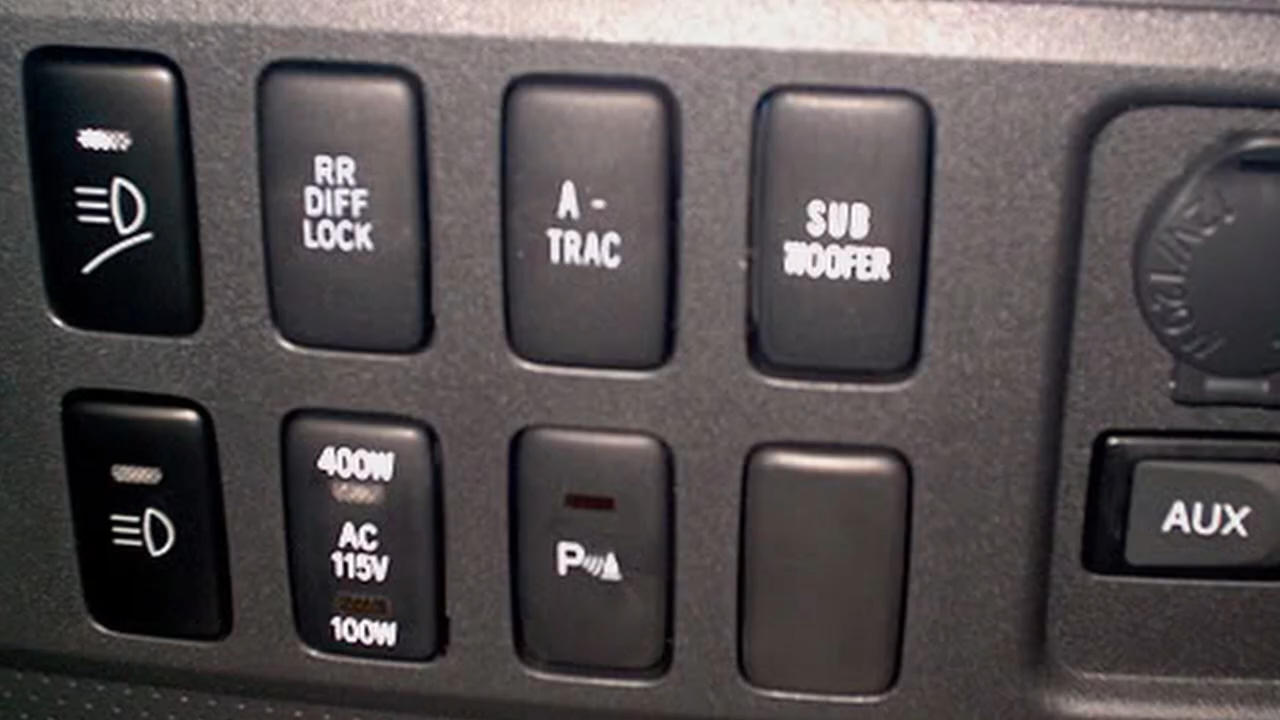 RR
DIFF
LOCK
A -
TRAC
SUB
WOOFER
400W
AC
115V
100W
P
AUX